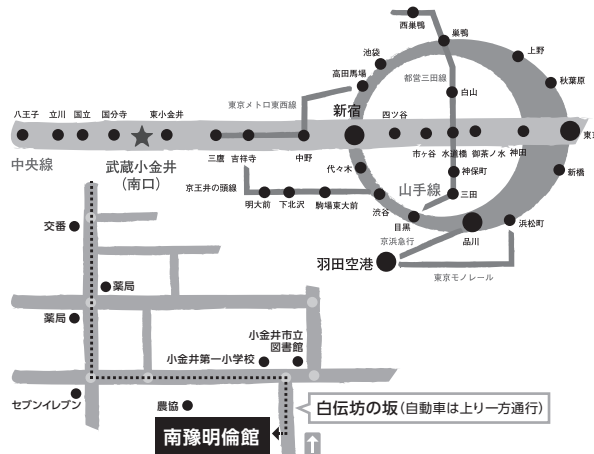 西巣鴨
巣鴨
池袋
上野
高田馬場
都営三田線
秋葉原
白山
東京メトロ東西線
新宿
四ツ谷
八王子
立川
国立
国分寺
東小金井
三鷹
吉祥寺
中野
市ヶ谷
水道橋
御茶ノ水
神田
東京
中央線
武蔵小金井
(南口)
代々木
神保町
新橋
京王井の頭線
山手線
三田
明大前
下北沢
駒場東大前
渋谷
目黒
浜松町
京浜急行
品川
羽田空港
東京モノレール
交番
薬局
薬局
小金井市立
図書館
小金井第一小学校
セブンイレブン
農協
白伝坊の坂(自動車は上り一方通行)
南豫明倫館